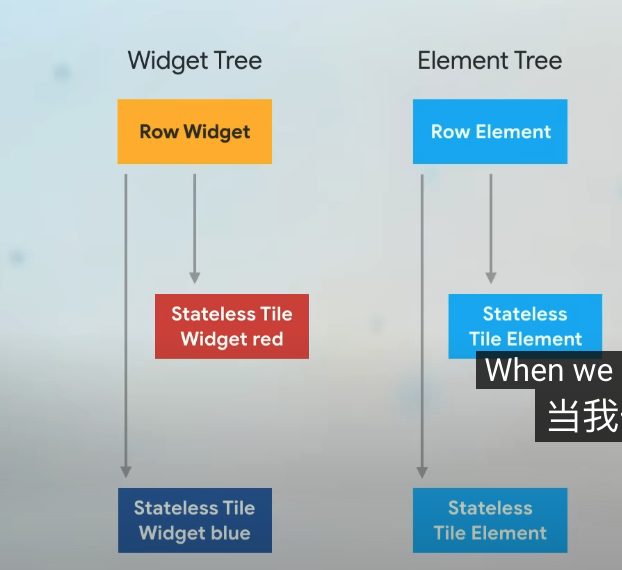 Widget Tree
Element Tree
Row Widget
Row Element
Stateless Tile
Widget red
Stateless
Tile Element
When we
当我
Stateless Tile
Widget blue
Stateless
Tile Element